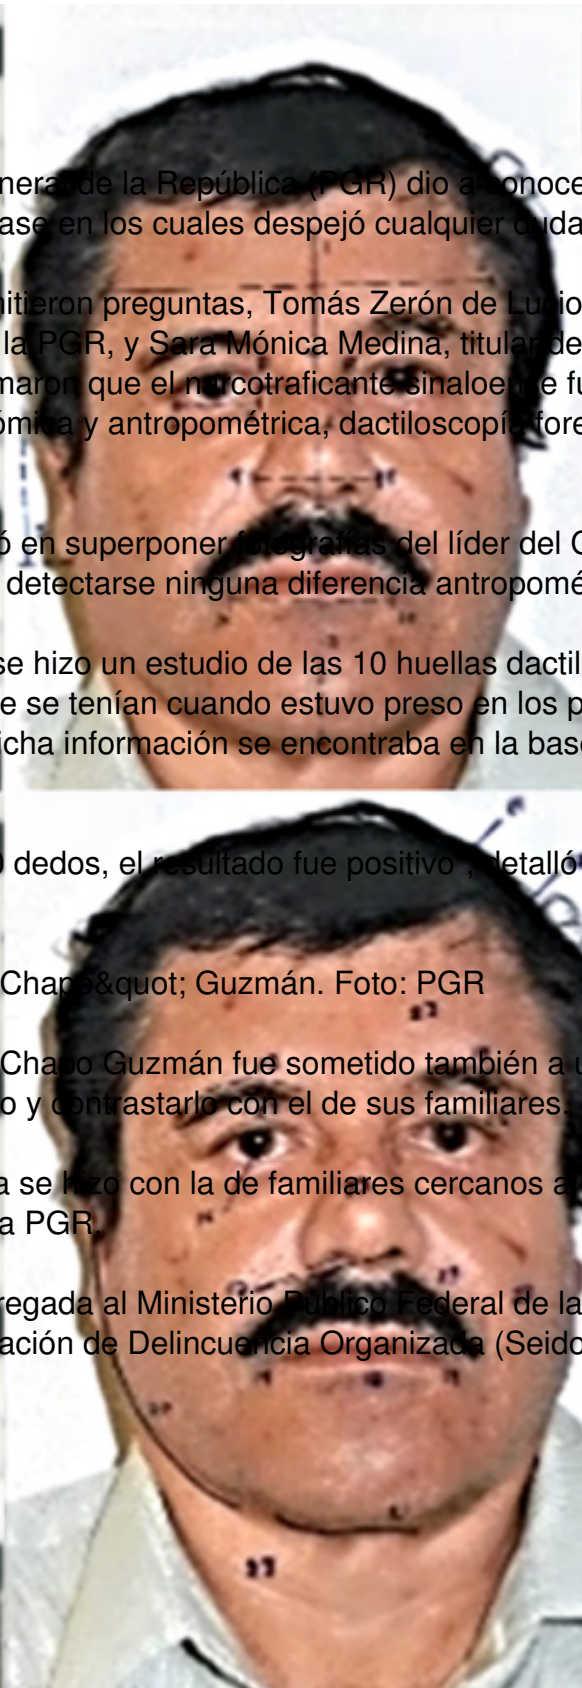 nera de la República (PGR) dio a conoce
ase en los cuales despejó cualquier duda
itieron preguntas, Tomás Zerón de Lucio
la PGR, y Sara Mónica Medina, titular de
maron que el narcotraficante sinaloense fu
ómica y antropométrica, dactiloscopía fore
ó en superponer fotografías del líder del C
detectarse ninguna diferencia antropomé
se hizo un estudio de las 10 huellas dactil
e se tenían cuando estuvo preso en los p
icha información se encontraba en la base
0 dedos, el resultado fue positivo", detalló
Chapo&quot; Guzmán. Foto: PGR
Chapo Guzmán fue sometido también a u
o y contrastarlo con el de sus familiares.
a se hizo con la de familiares cercanos a
a PGR.
regada al Ministerio Público Federal de la
ación de Delincuencia Organizada (Seido